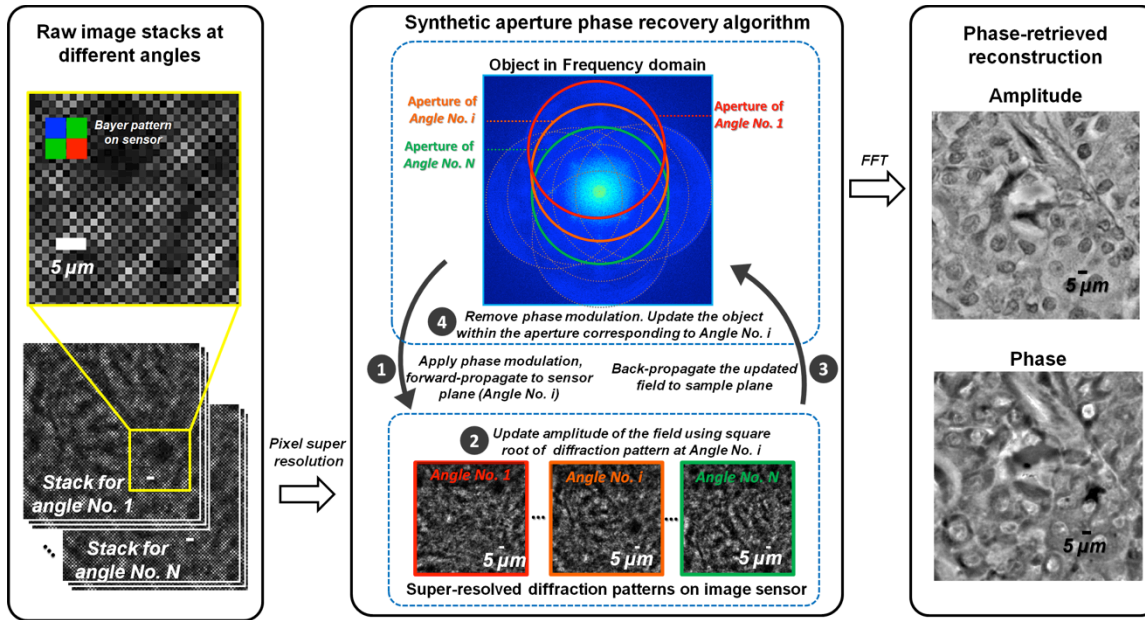 Raw image stacks at
different angles
Bayer pattern
on sensor
5 μm
Stack for
angle No. 1
Stack for
angle No. N
Pixel super
resolution
Synthetic aperture phase recovery algorithm
Object in Frequency domain
Aperture of
Angle No. i
Aperture of
Angle No. N
Aperture of
Angle No. 1
4 Remove phase modulation. Update the object
within the aperture corresponding to Angle No. i
1 Apply phase modulation,
forward-propagate to sensor
plane (Angle No. i)
Back-propagate the updated
field to sample plane
3
2 Update amplitude of the field using square
root of diffraction pattern at Angle No. i
Angle No. 1
5 μm
...
Angle No. i
5 μm
...
Angle No. N
5 μm
Super-resolved diffraction patterns on image sensor
FFT
Phase-retrieved
reconstruction
Amplitude
5 μm
Phase
5 μm